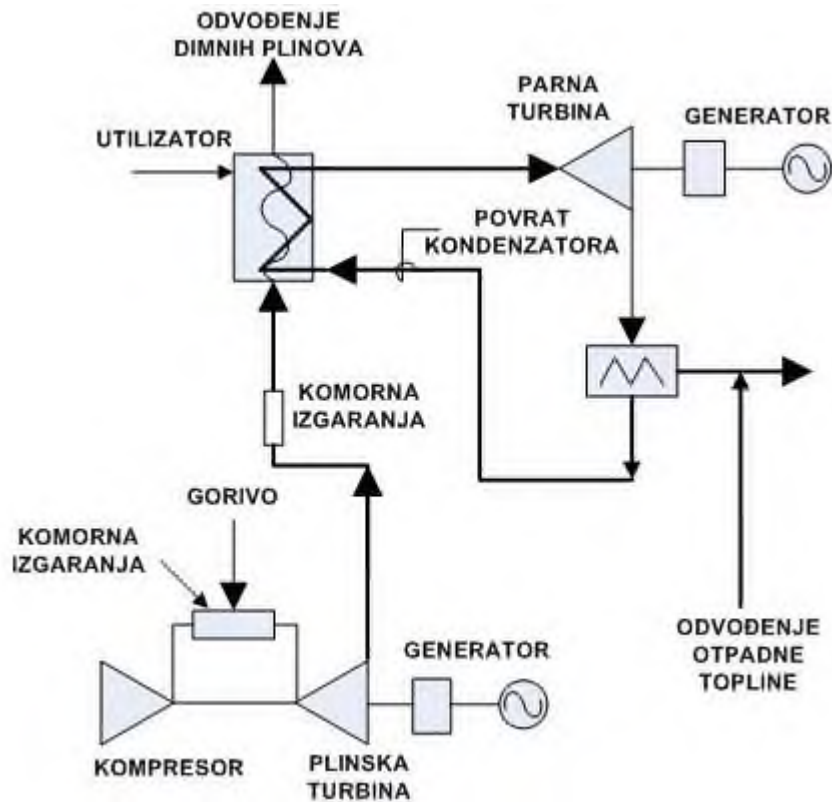 ODVOĐENJE
DIMNIH PLINOVA
PARNA
TURBINA
GENERATOR
UTILIZATOR
POVRAT
KONDENZATORA
KOMORNA
IZGARANJA
GORIVO
KOMORNA
IZGARANJA
GENERATOR
ODVOĐENJE
OTPADNE
TOPLINE
KOMPRESOR
PLINSKA
TURBINA